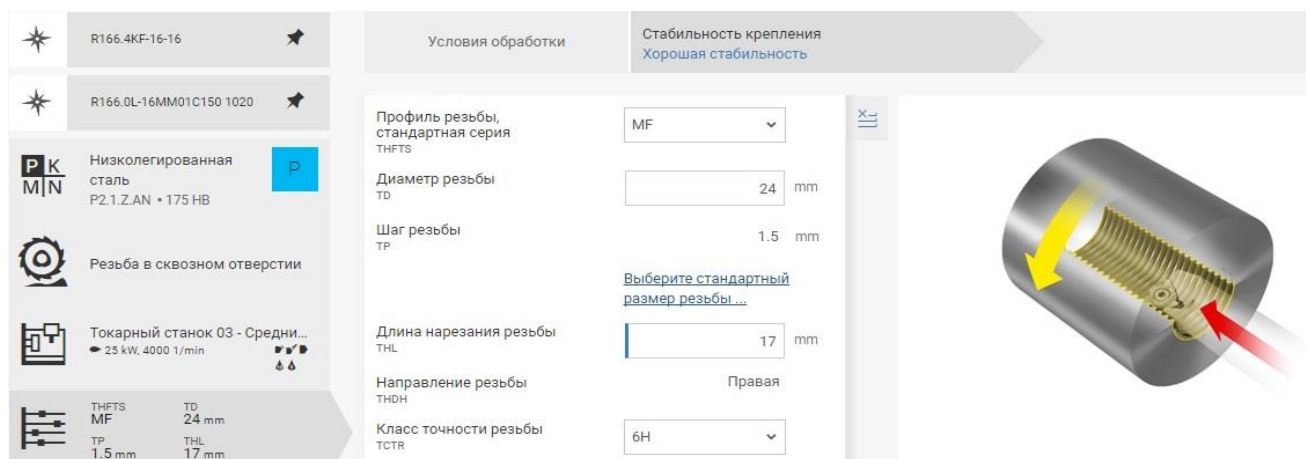 R166.4KF-16-16
R166.0L-16MM01C150 1020
P K
M N
Низколегированная
сталь
P2.1.Z.AN • 175 HB
P
Резьба в сквозном отверстии
Токарный станок 03 - Средни...
25 kW, 4000 1/min
THFTS
MF
TD
24 mm
TP
1.5 mm
THL
17 mm
Условия обработки
Стабильность крепления
Хорошая стабильность
Профиль резьбы,
стандартная серия
THFTS
MF
Диаметр резьбы
TD
24 mm
Шаг резьбы
TP
1.5 mm
Выберите стандартный
размер резьбы ...
Длина нарезания резьбы
THL
17 mm
Направление резьбы
THDH
Правая
Класс точности резьбы
TCTR
6H